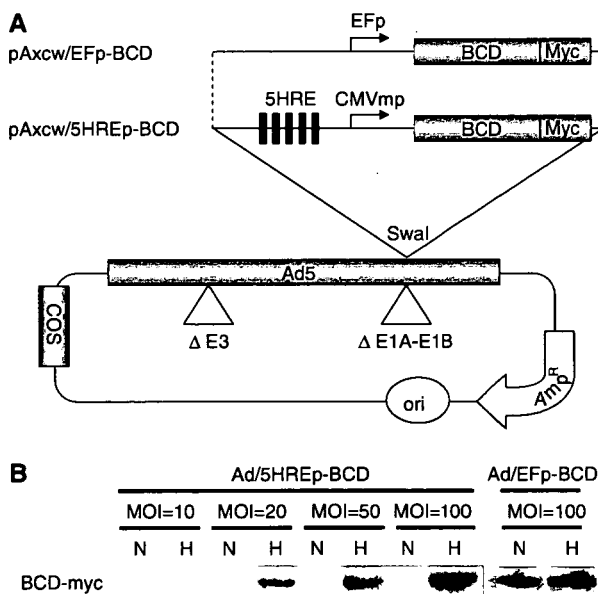 A
EFp
pAxcw/EFp-BCD
BCD Myc
5HRE CMVmp
pAxcw/5HREp-BCD
BCD Myc
SwaI
Ad5
COS
Δ E3
Δ E1A-E1B
ori
Amp^R
B
Ad/5HREp-BCD Ad/EFp-BCD
MOI=10 MOI=20 MOI=50 MOI=100 MOI=100
N H N H N H N H N H
BCD-myc